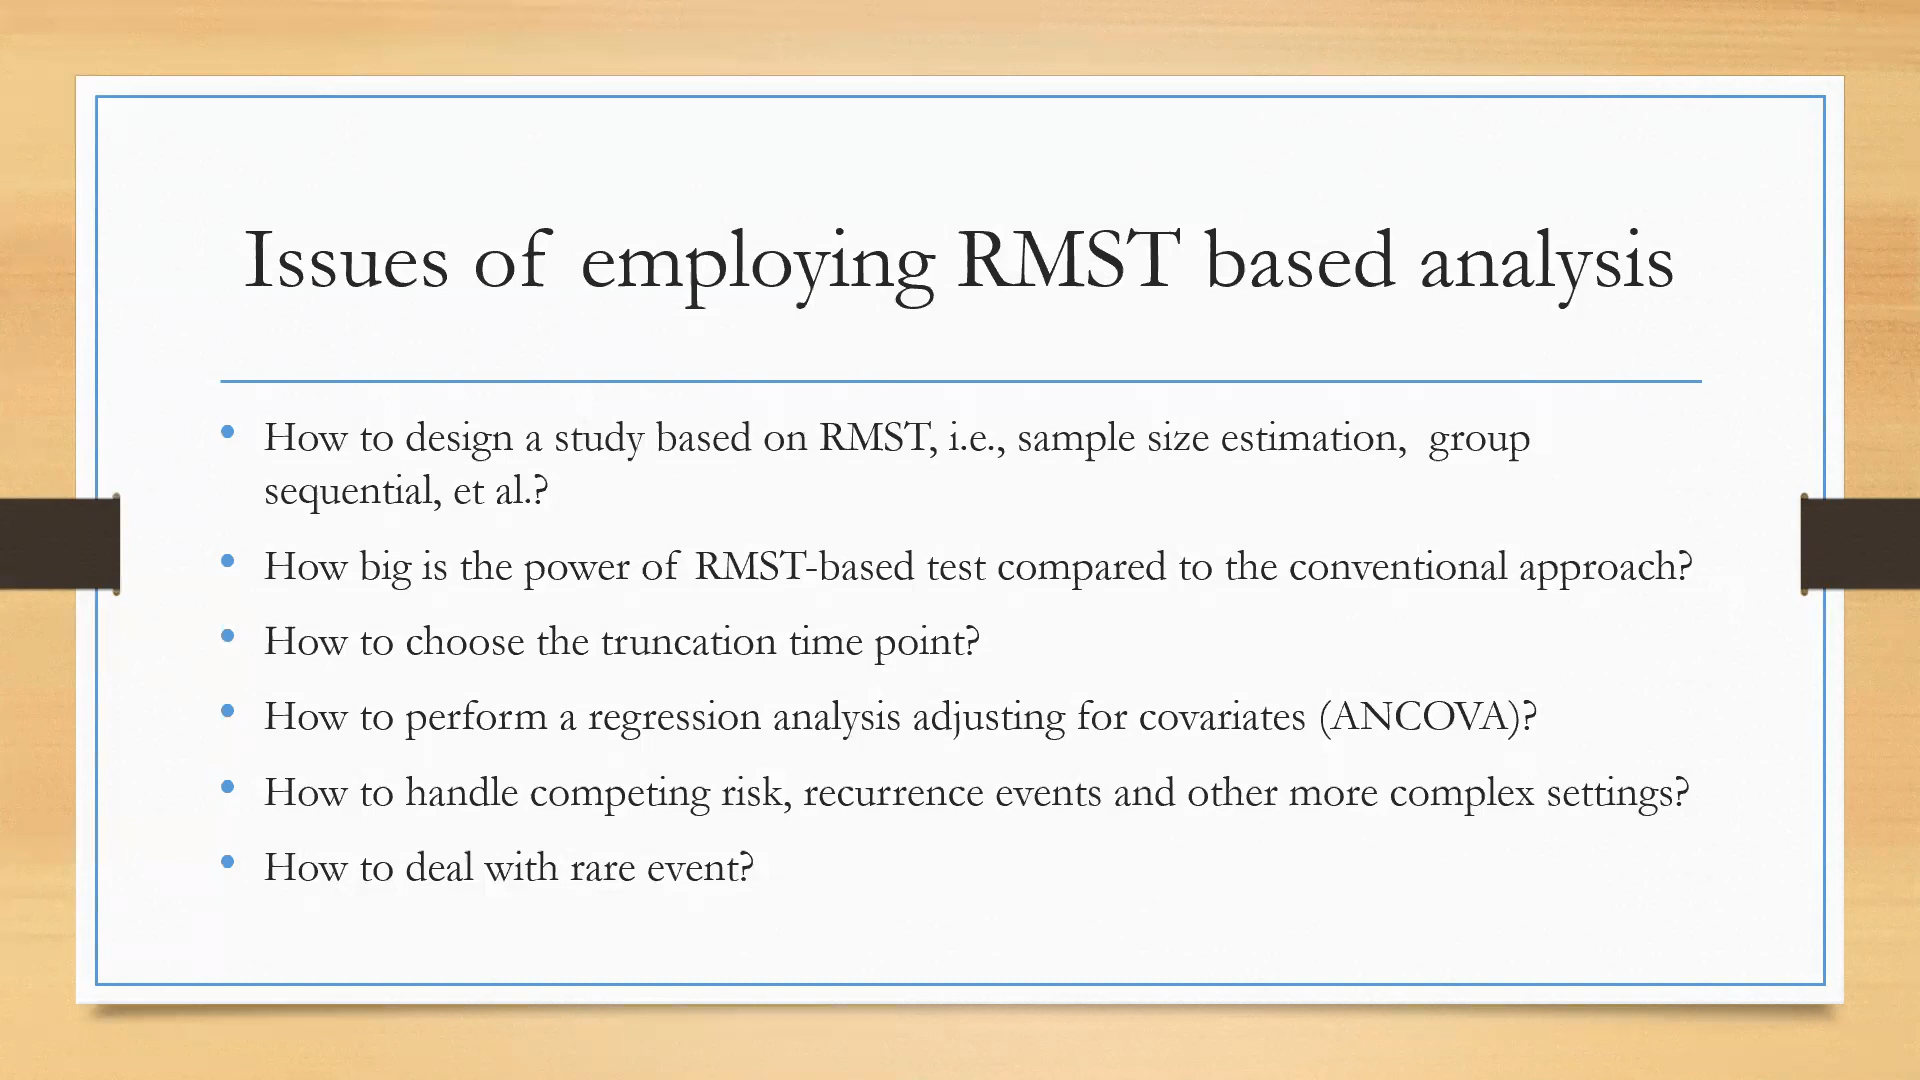 Issues of employing RMST based analysis
• How to design a study based on RMST, i.e., sample size estimation, group
sequential, et al.?
• How big is the power of RMST-based test compared to the conventional approach?
• How to choose the truncation time point?
• How to perform a regression analysis adjusting for covariates (ANCOVA)?
• How to handle competing risk, recurrence events and other more complex settings?
• How to deal with rare event?